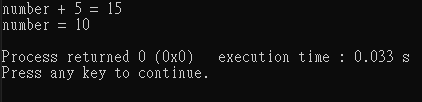 number + 5 = 15
number = 10
Process returned 0 (0x0)   execution time : 0.033 s
Press any key to continue.